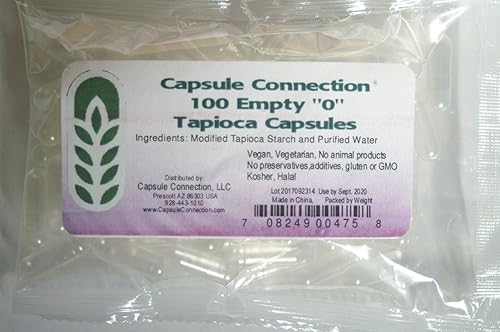 Capsule Connection®
100 Empty "0"
Tapioca Capsules
Ingredients: Modified Tapioca Starch and Purified Water
Vegan, Vegetarian, No animal products
No preservatives,additives, gluten or GMO
Kosher, Halal
Distributed by:
Capsule Connection, LLC
Prescott AZ 86303 USA
928-443-1010
www.CapsuleConnection.com
Lot 2017092314 Use by Sept. 2020
Made in China, Packed by Weight
7 08249 00475 8